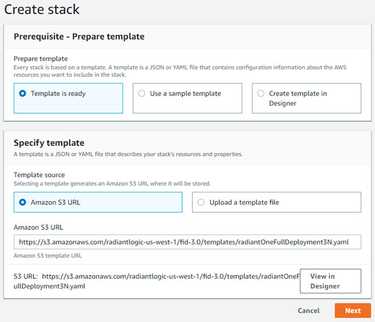 Create stack
Prerequisite - Prepare template
Prepare template
Every stack is based on a template. A template is a JSON or YAML file that contains configuration information about the AWS
resources you want to include in the stack.
Template is ready
Use a sample template
Create template in
Designer
Specify template
A template is a JSON or YAML file that describes your stack's resources and properties.
Template source
Selecting a template generates an Amazon S3 URL where it will be stored.
Amazon S3 URL
Upload a template file
Amazon S3 URL
https://s3.amazonaws.com/radiantlogic-us-west-1/fid-3.0/templates/radiantOneFullDeployment3N.yaml
Amazon S3 template URL
S3 URL: https://s3.amazonaws.com/radiantlogic-us-west-1/fid-3.0/templates/radiantOneF
ullDeployment3N.yaml
View in
Designer
Cancel
Next